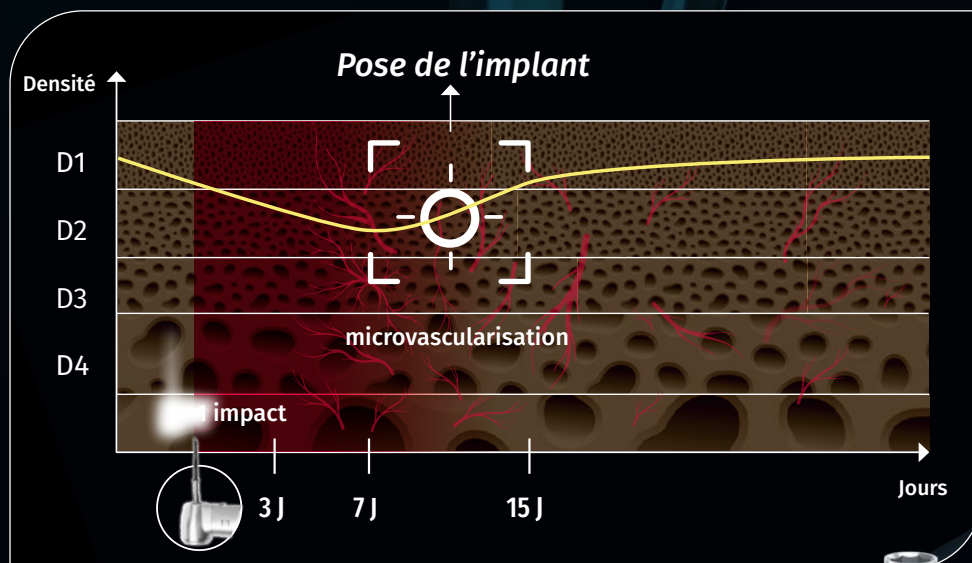 Pose de l’implant
Densité
D1
D2
D3
D4
microvascularisation
impact
3 J
7 J
15 J
Jours